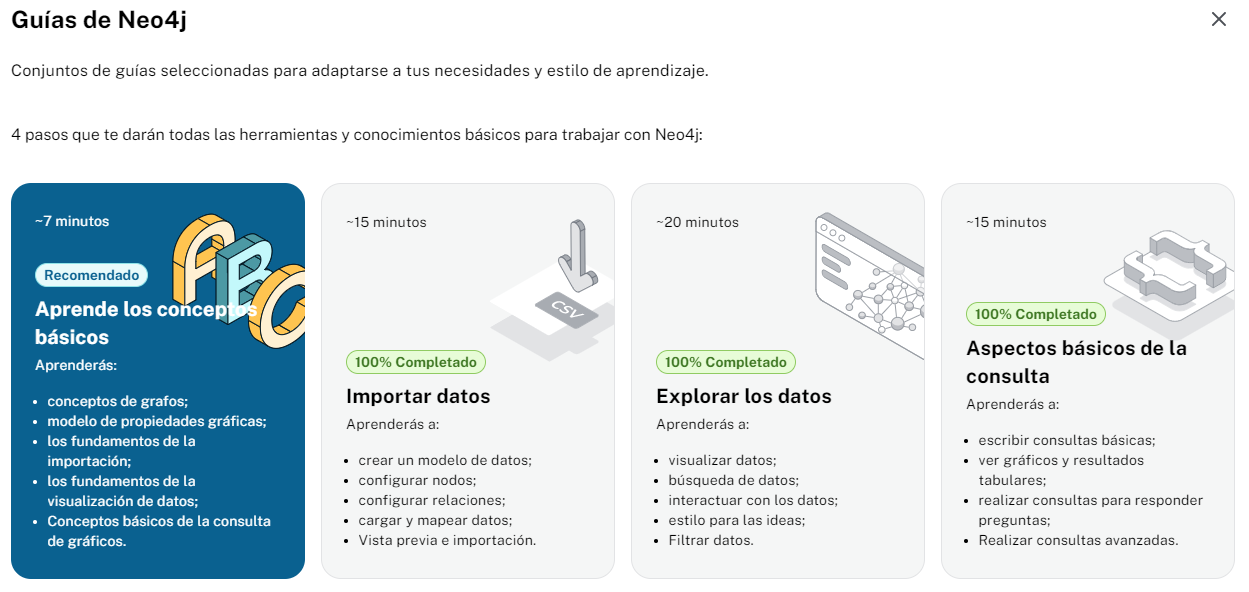 Guías de Neo4j
Conjuntos de guías seleccionadas para adaptarse a tus necesidades y estilo de aprendizaje.
4 pasos que te darán todas las herramientas y conocimientos básicos para trabajar con Neo4j:
~7 minutos
ABC
Recomendado
Aprende los conceptos
básicos
Aprenderás:
• conceptos de grafos;
• modelo de propiedades gráficas;
• los fundamentos de la
importación;
• los fundamentos de la
visualización de datos;
• Conceptos básicos de la consulta
de gráficos.
~15 minutos
CSV
100% Completado
Importar datos
Aprenderás a:
• crear un modelo de datos;
• configurar nodos;
• configurar relaciones;
• cargar y mapear datos;
• Vista previa e importación.
~20 minutos
100% Completado
Explorar los datos
Aprenderás a:
• visualizar datos;
• búsqueda de datos;
• interactuar con los datos;
• estilo para las ideas;
• Filtrar datos.
~15 minutos
{}
100% Completado
Aspectos básicos de la
consulta
Aprenderás a:
• escribir consultas básicas;
• ver gráficos y resultados
tabulares;
• realizar consultas para responder
preguntas;
• Realizar consultas avanzadas.